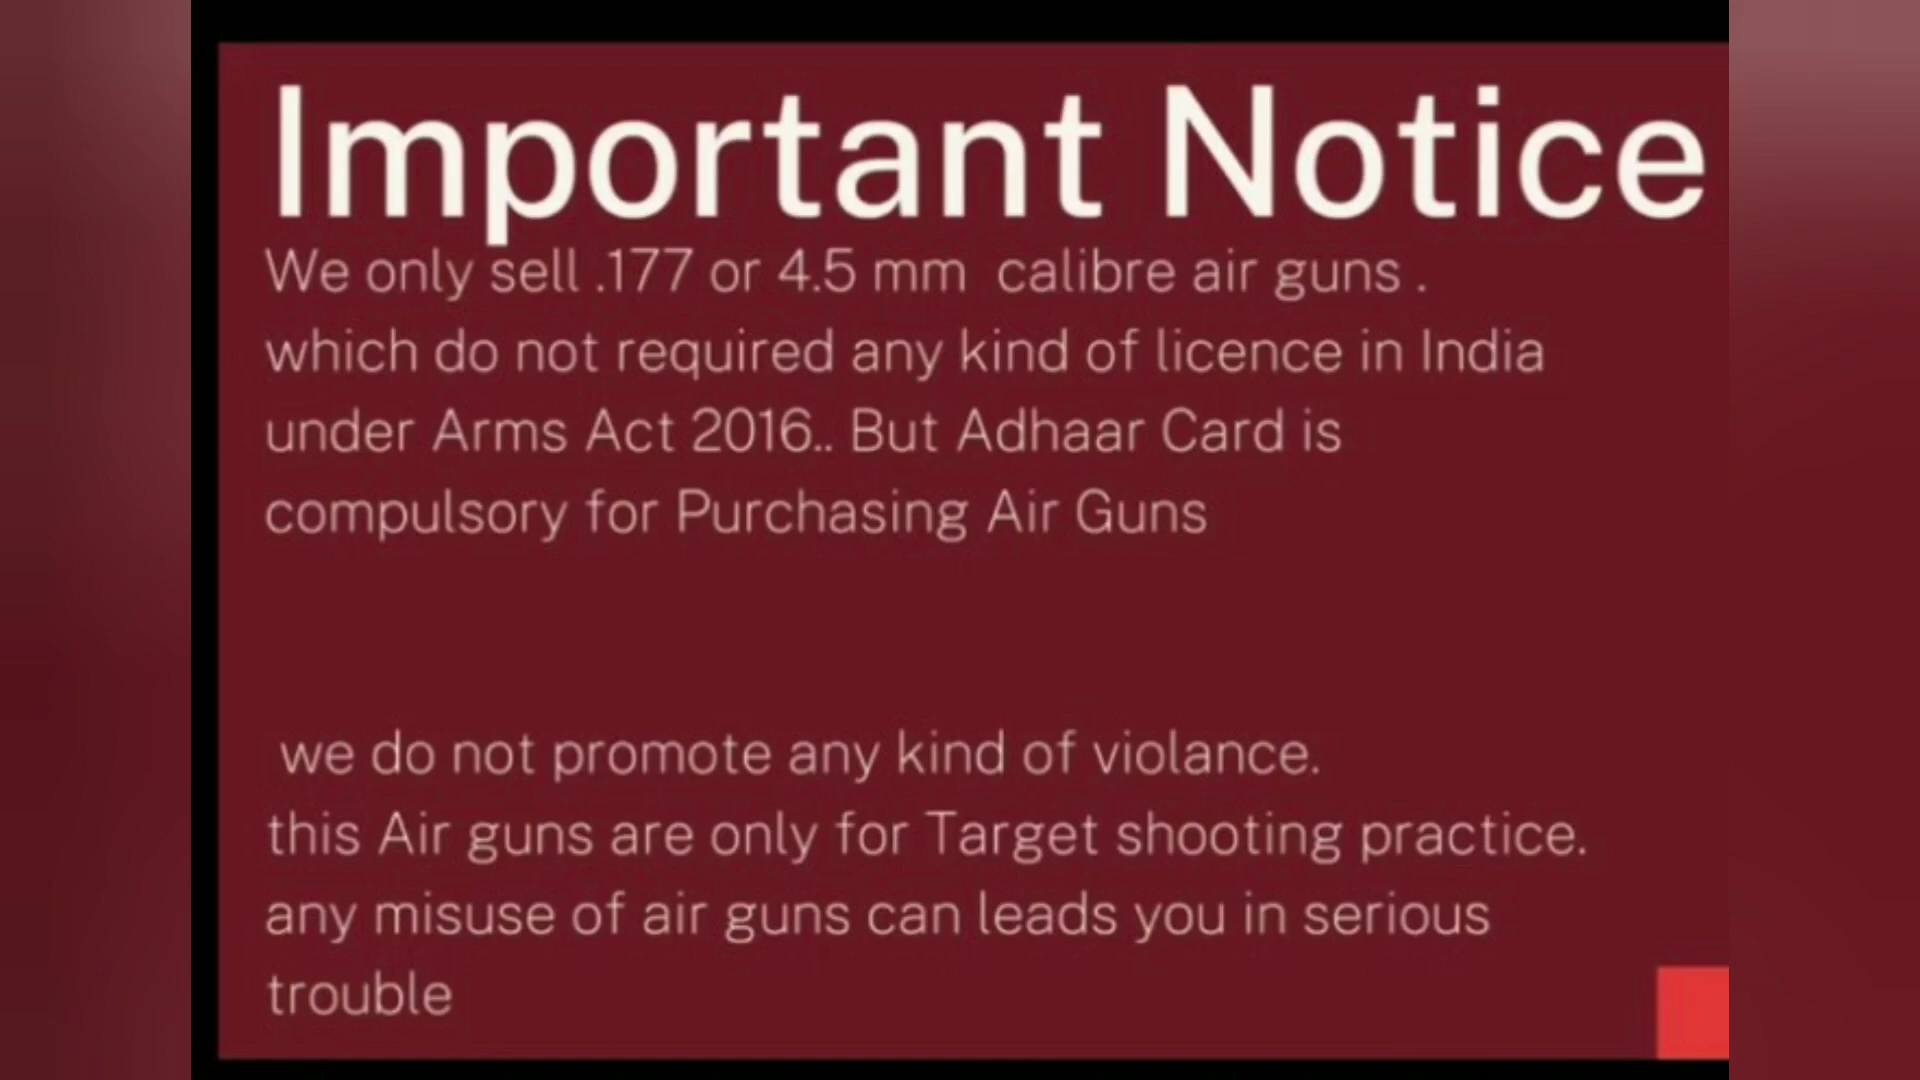 Important Notice
We only sell .177 or 4.5 mm calibre air guns .
which do not required any kind of licence in India
under Arms Act 2016.. But Adhaar Card is
compulsory for Purchasing Air Guns
we do not promote any kind of violance.
this Air guns are only for Target shooting practice.
any misuse of air guns can leads you in serious
trouble